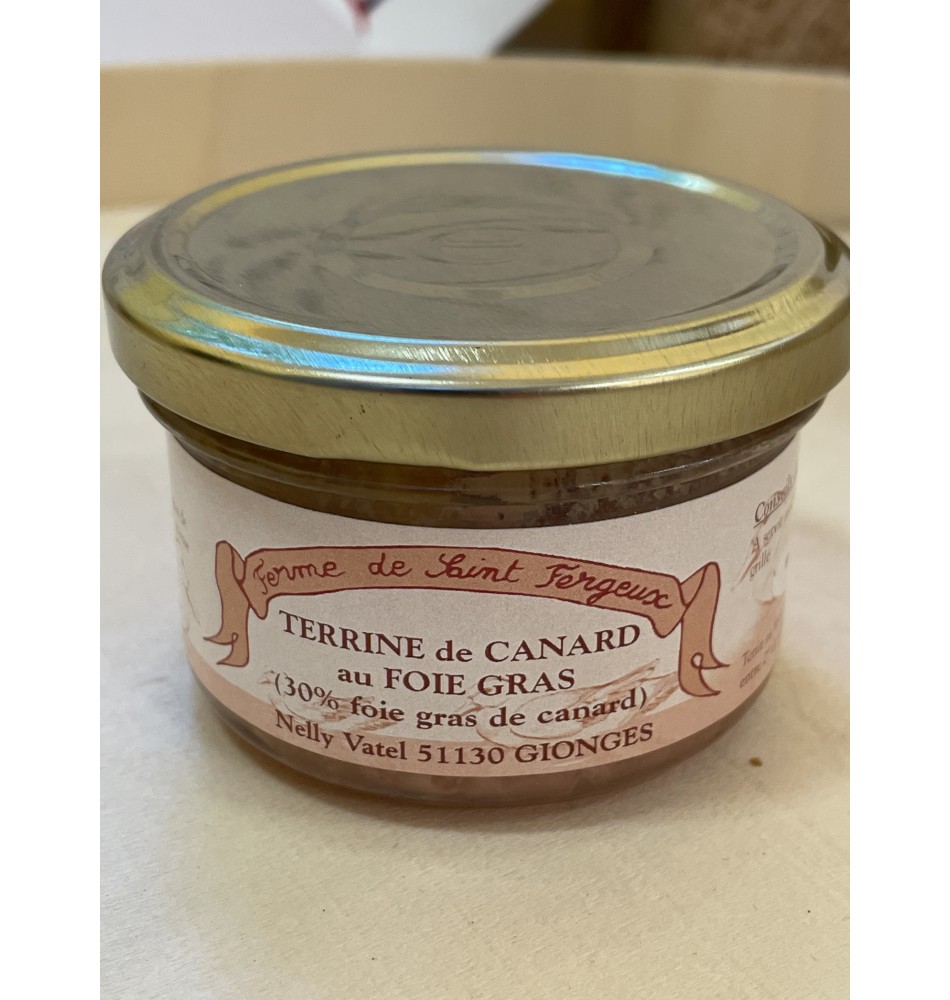 Ferme de Saint Fergeux
TERRINE de CANARD
au FOIE GRAS
(30% foie gras de canard)
Nelly Vatel 51130 GIONGES
grille